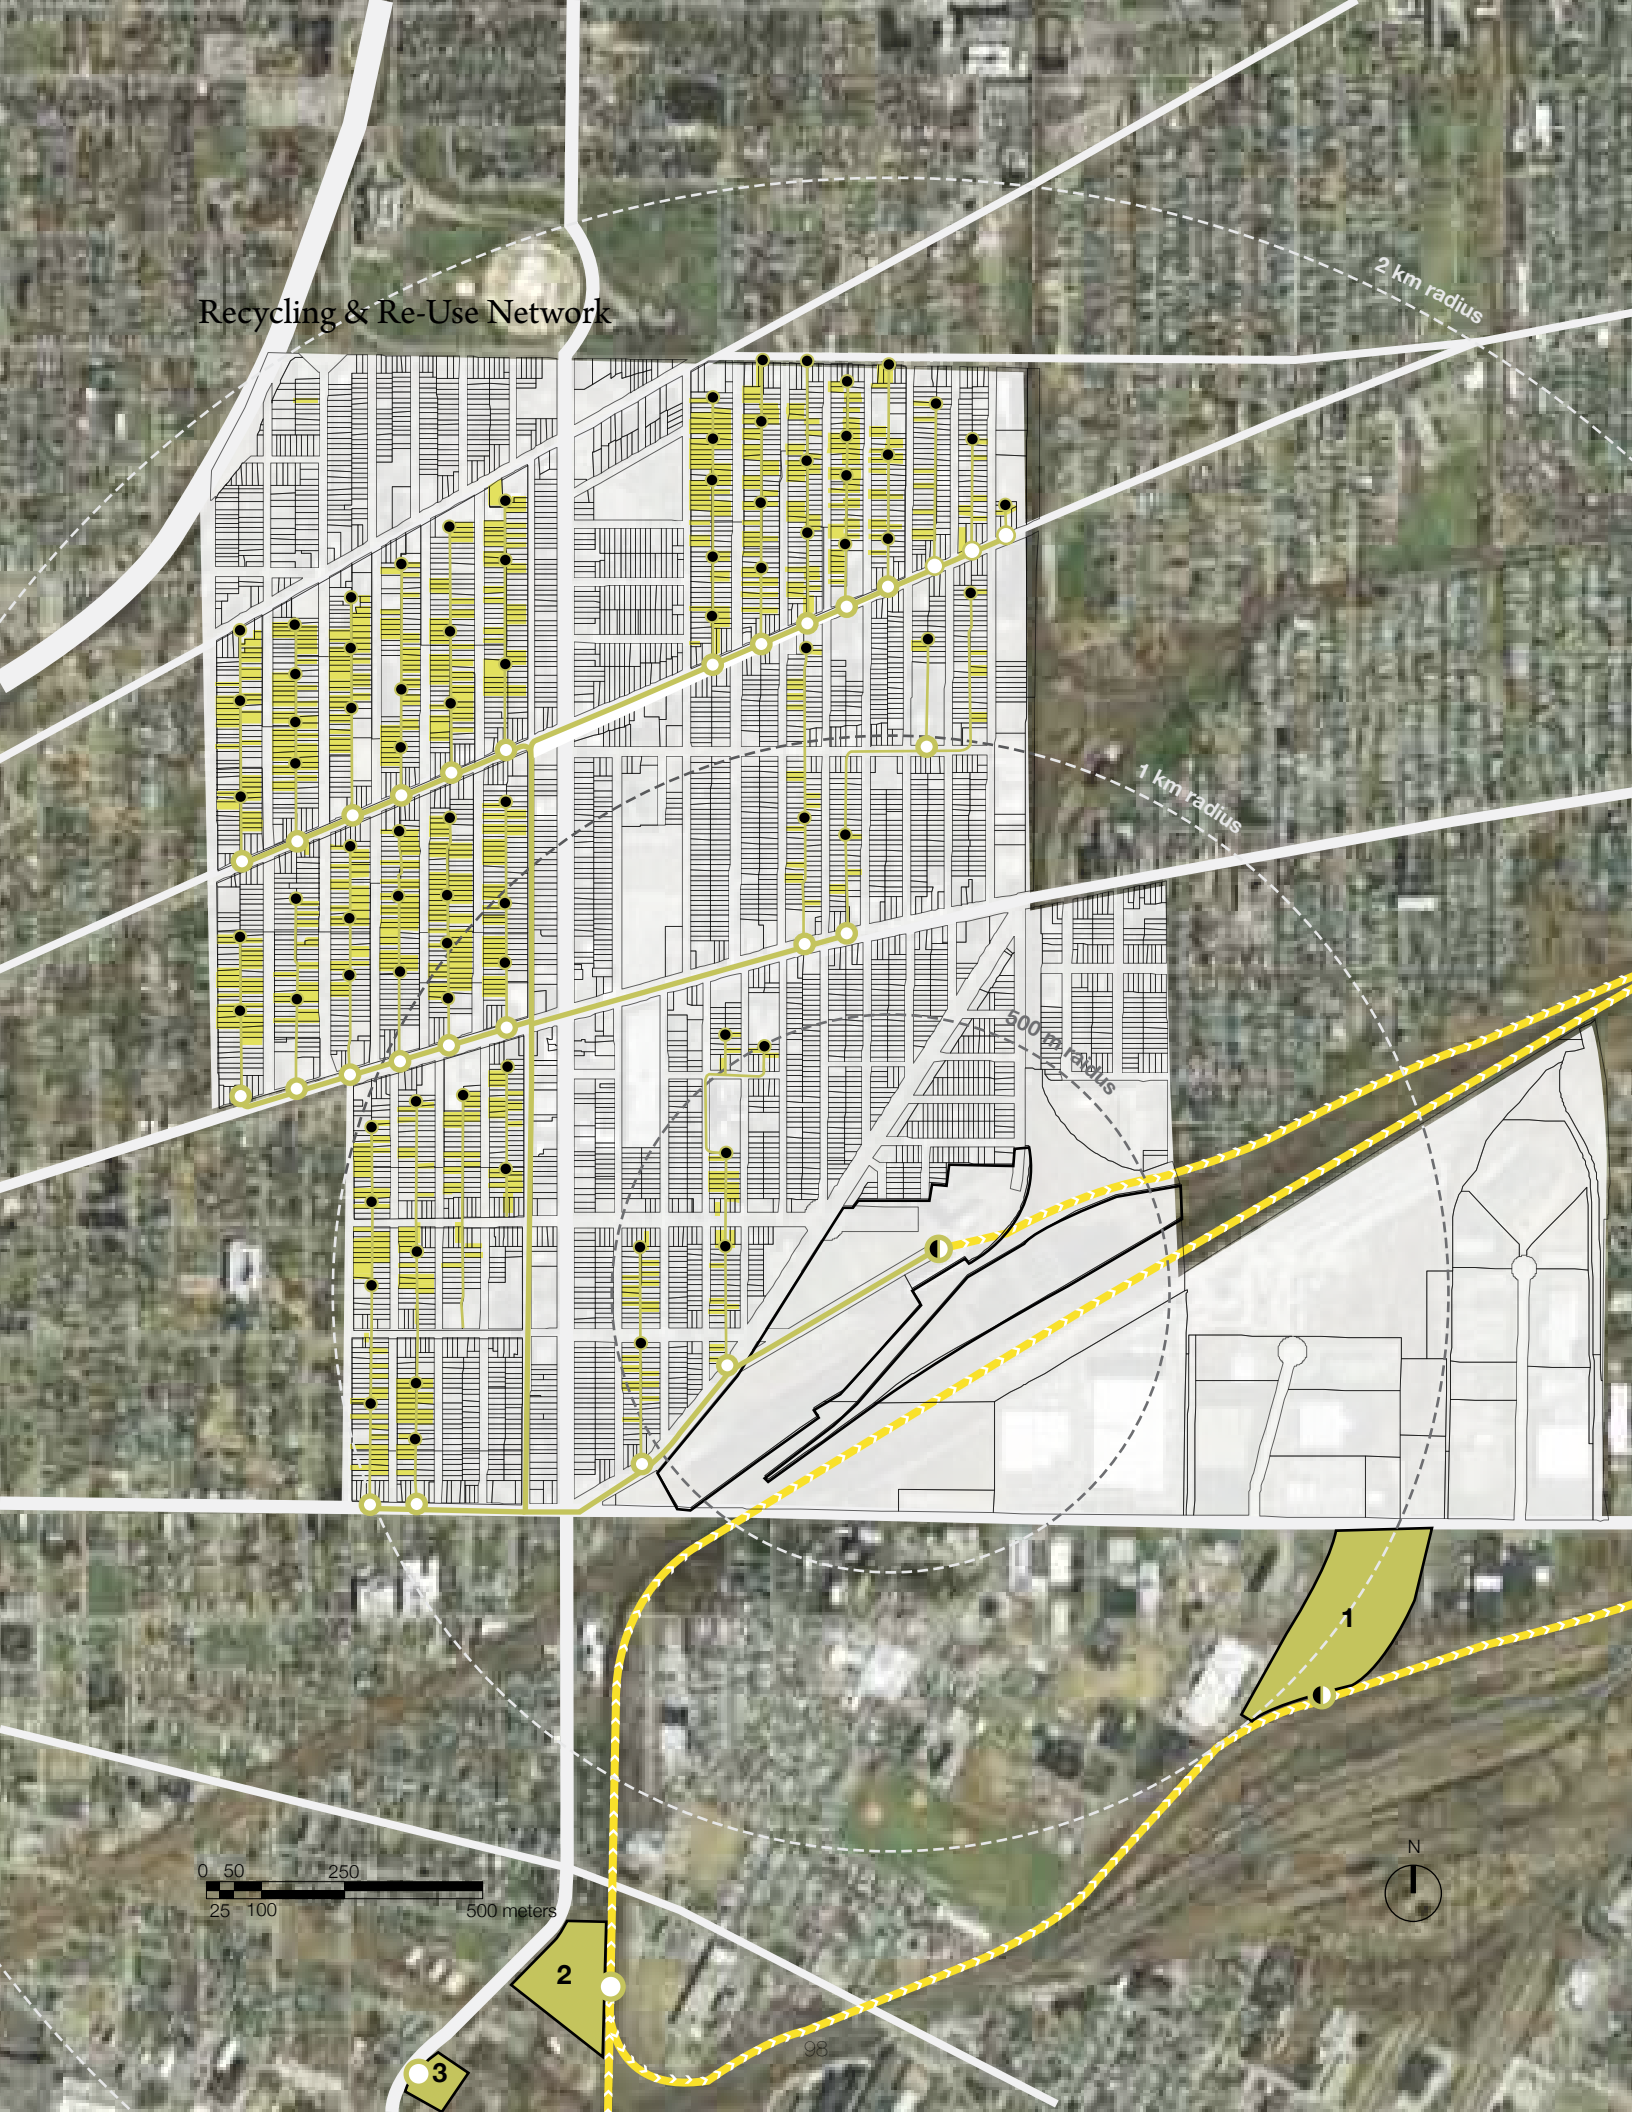 2 km radius
Recycling & Re-Use Network
1 km radius
500 m raidus
1
0 50 250
25 100 500 meters
N
2
98
3